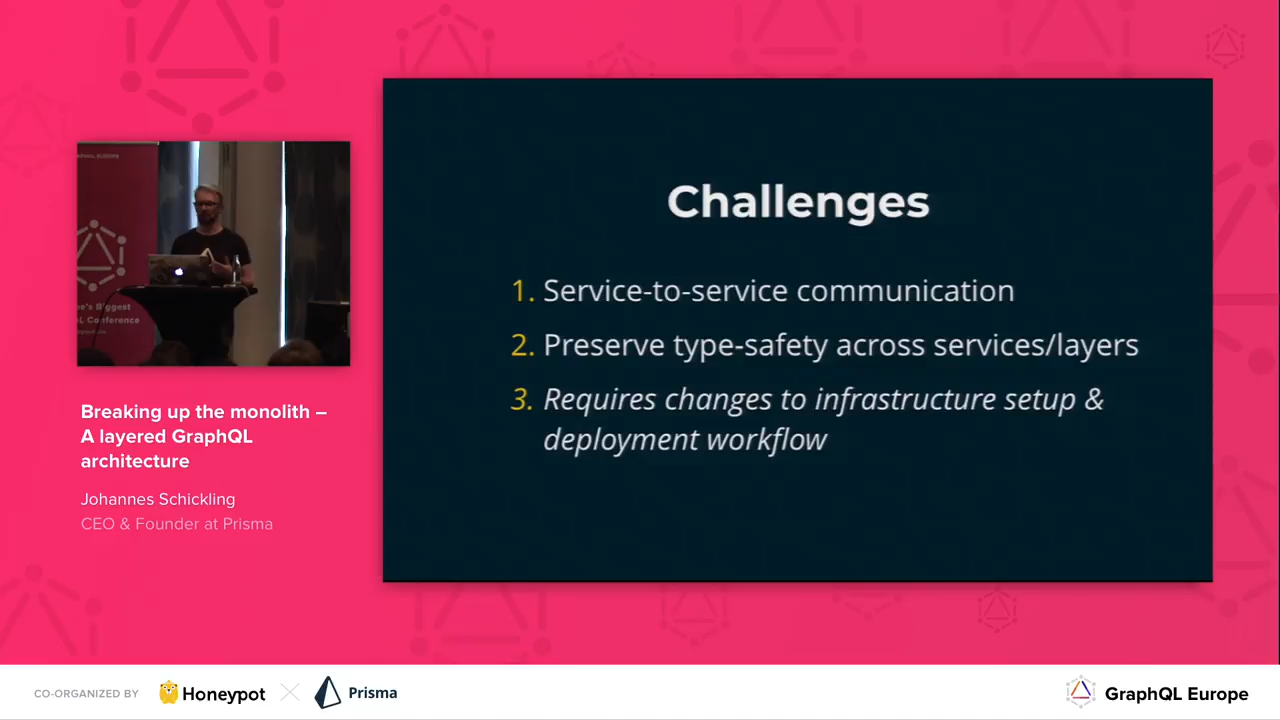 Challenges
1. Service-to-service communication
2. Preserve type-safety across services/layers
3. Requires changes to infrastructure setup &
deployment workflow
e's Biggest
L Conference
Breaking up the monolith –
A layered GraphQL
architecture
Johannes Schickling
CEO & Founder at Prisma
CO-ORGANIZED BY
Honeypot
Prisma
GraphQL Europe